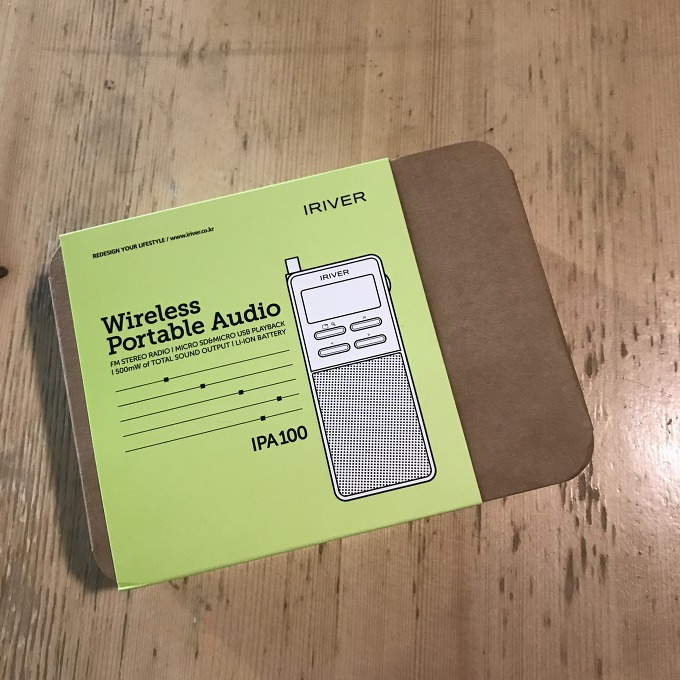 IRIVER
REDESIGN YOUR LIFESTYLE / www.iriver.co.kr
IRIVER
Wireless
Portable Audio
FM STEREO RADIO I MICRO SD&MICRO USB PLAYBACK
I 500mW of TOTAL SOUND OUTPUT I LI-ION BATTERY
IPA100